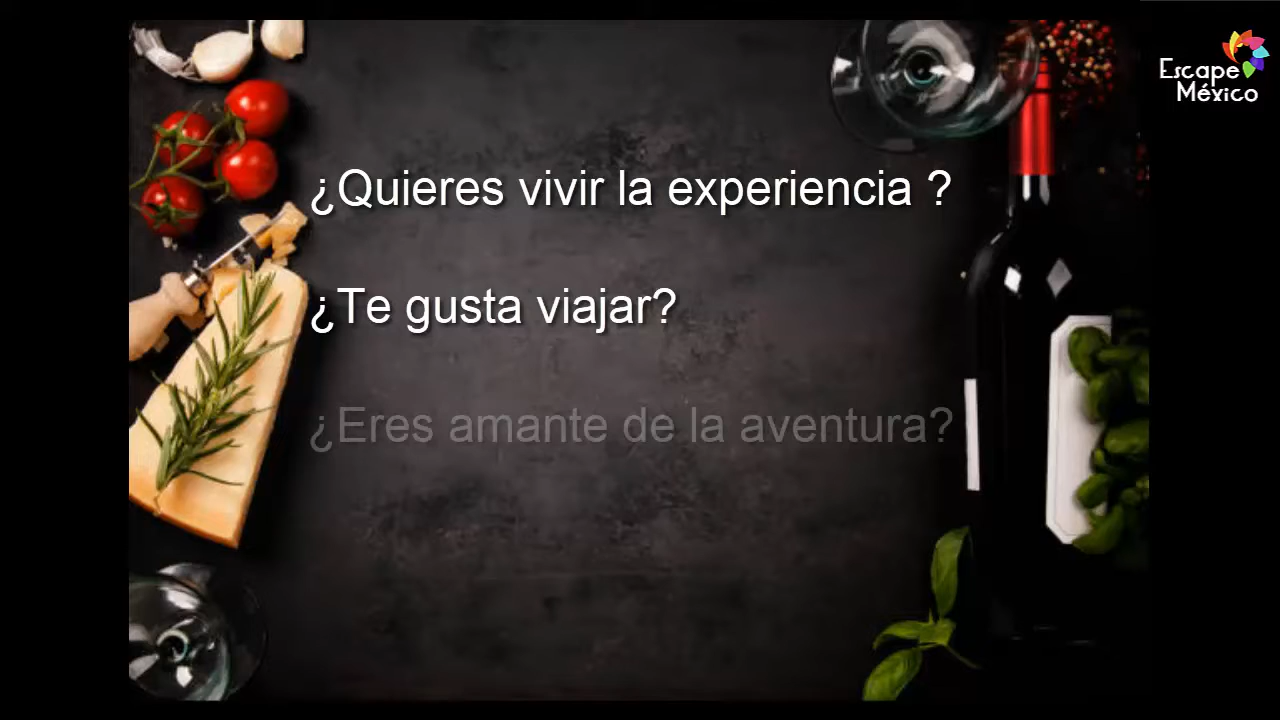 Escape
México
¿Quieres vivir la experiencia ?
¿Te gusta viajar?
¿Eres amante de la aventura?